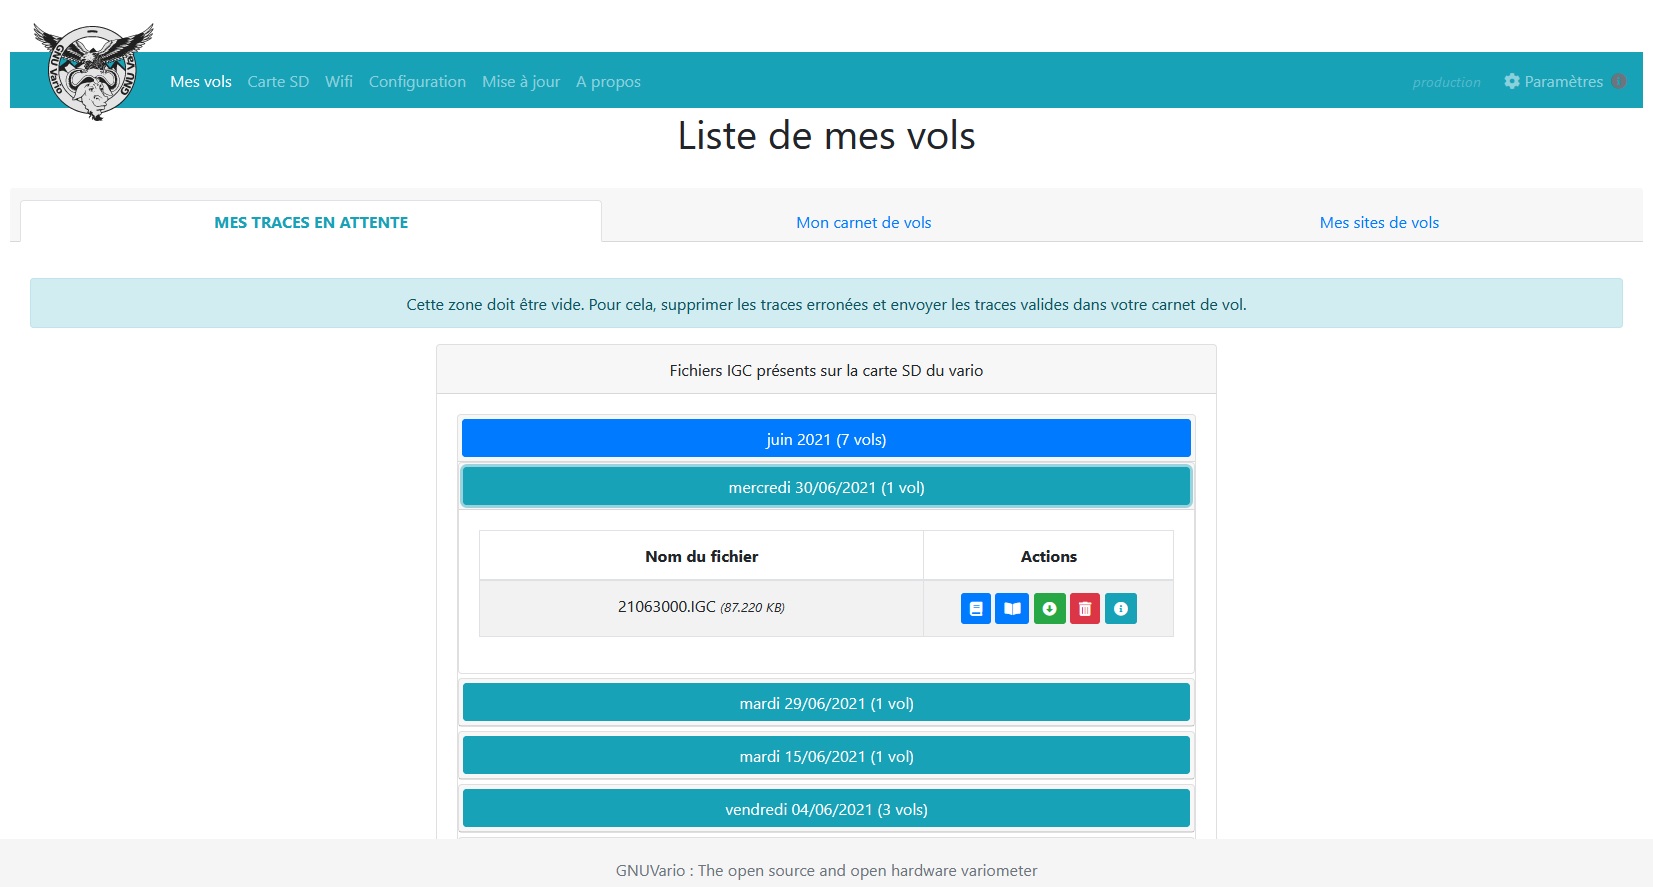 GNU Vario GNU Vario
Mes vols Carte SD Wifi Configuration Mise à jour A propos production Paramètres
Liste de mes vols
MES TRACES EN ATTENTE Mon carnet de vols Mes sites de vols
Cette zone doit être vide. Pour cela, supprimer les traces erronées et envoyer les traces valides dans votre carnet de vol.
Fichiers IGC présents sur la carte SD du vario
juin 2021 (7 vols)
mercredi 30/06/2021 (1 vol)
Nom du fichier Actions
21063000.IGC (87.220 KB)
mardi 29/06/2021 (1 vol)
mardi 15/06/2021 (1 vol)
vendredi 04/06/2021 (3 vols)
GNUVario : The open source and open hardware variometer